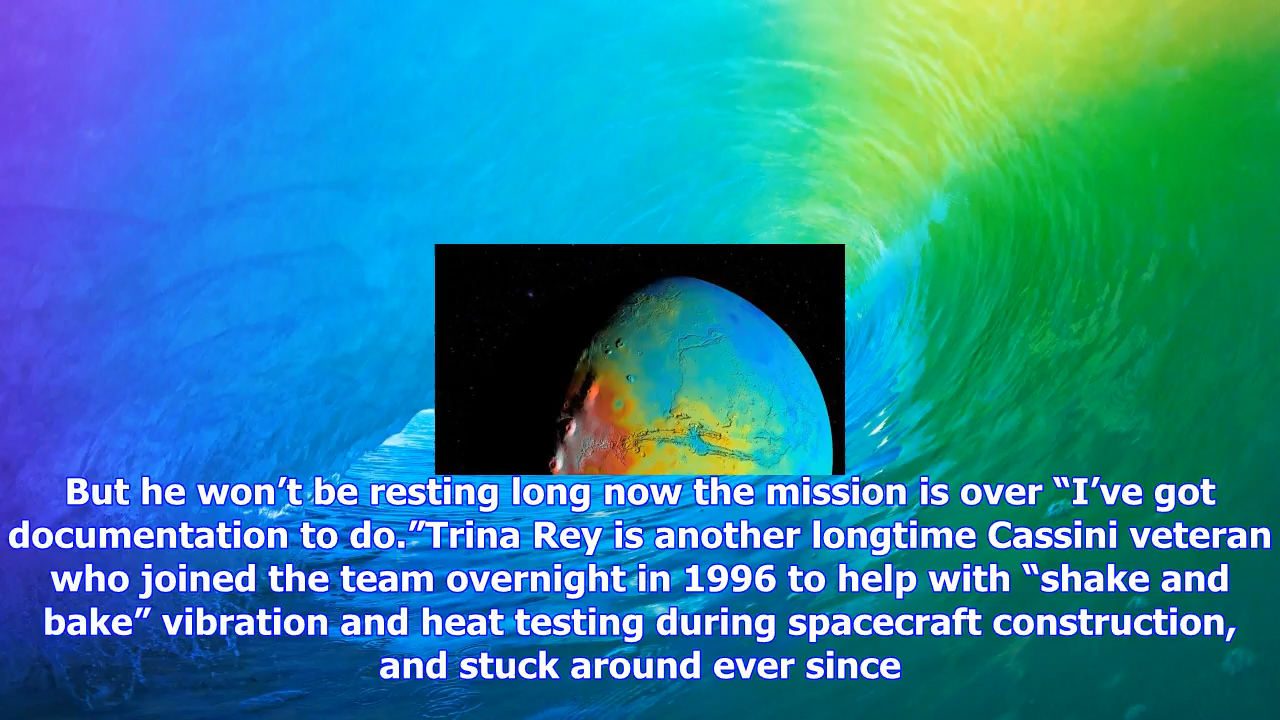 But he won’t be resting long now the mission is over “I’ve got
documentation to do.”Trina Rey is another longtime Cassini veteran
who joined the team overnight in 1996 to help with “shake and
bake” vibration and heat testing during spacecraft construction,
and stuck around ever since